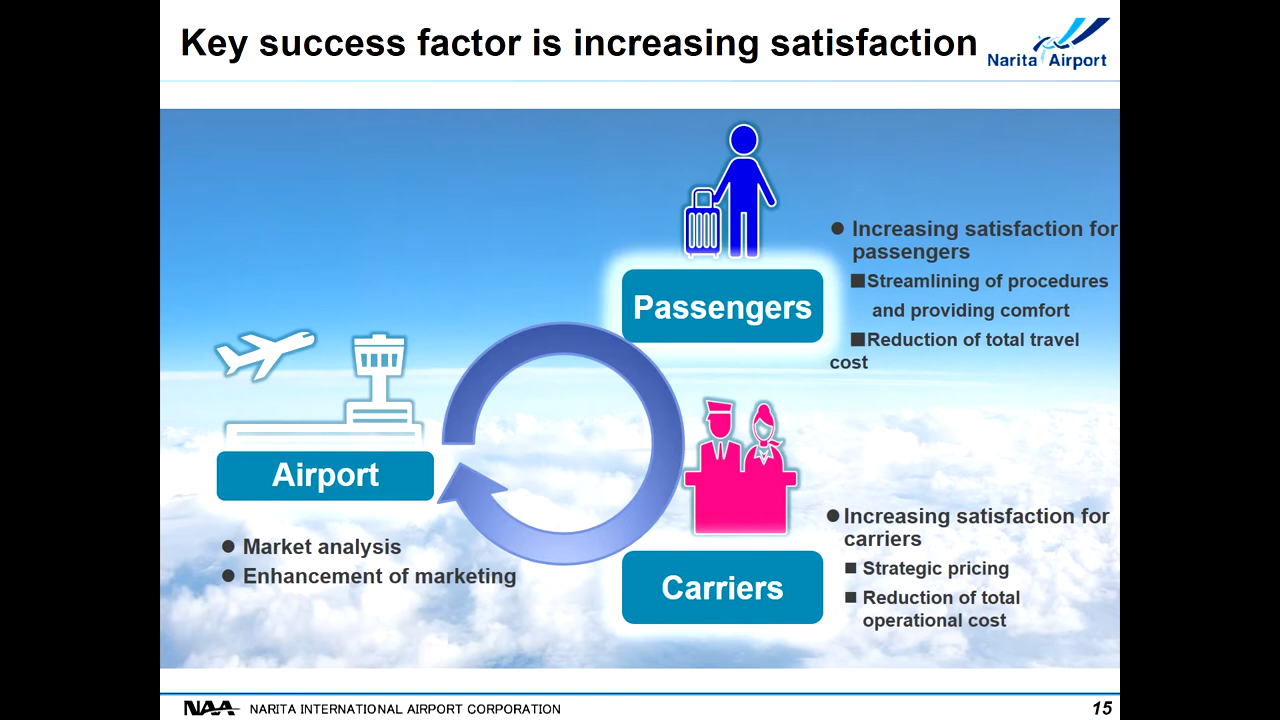 Key success factor is increasing satisfaction
Narita Airport
Passengers
● Increasing satisfaction for
passengers
■Streamlining of procedures
and providing comfort
■Reduction of total travel
cost
Airport
● Market analysis
● Enhancement of marketing
Carriers
●Increasing satisfaction for
carriers
■ Strategic pricing
■ Reduction of total
operational cost
NAA NARITA INTERNATIONAL AIRPORT CORPORATION
15